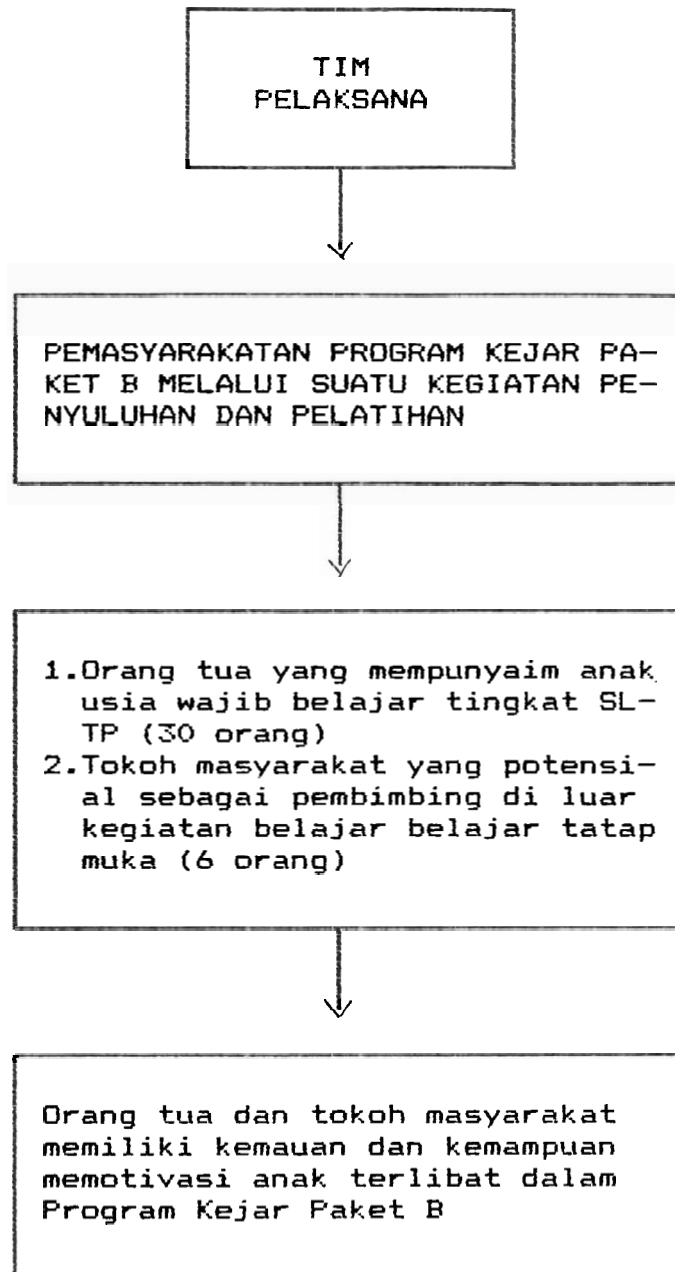 TIM
PELAKSANA
PEMASYARAKATAN PROGRAM KEJAR PA-
KET B MELALUI SUATU KEGIATAN PE-
NYULUHAN DAN PELATIHAN
1.Orang tua yang mempunyaim anak
usia wajib belajar tingkat SL-
TP (30 orang)
2.Tokoh masyarakat yang potensi-
al sebagai pembimbing di luar
kegiatan belajar belajar tatap
muka (6 orang)
Orang tua dan tokoh masyarakat
memiliki kemauan dan kemampuan
memotivasi anak terlibat dalam
Program Kejar Paket B